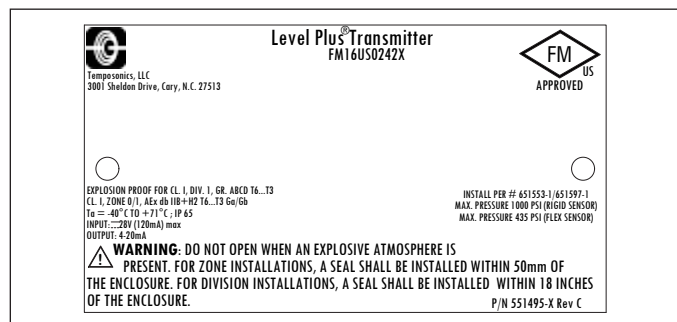 Level Plus® Transmitter
FM16US0242X
Temposonics, LLC
3001 Sheldon Drive, Cary, N.C. 27513
FM
US
APPROVED
EXPLOSION PROOF FOR CL. I, DIV. 1, GR. ABCD T6...T3
CL. I, ZONE 0/1, AEx db IIB+H2 T6...T3 Ga/Gb
Ta = -40°C TO +71°C ; IP 65
INPUT:⎓28V (120mA) max
OUTPUT: 4-20mA
INSTALL PER # 651553-1/651597-1
MAX. PRESSURE 1000 PSI (RIGID SENSOR)
MAX. PRESSURE 435 PSI (FLEX SENSOR)
WARNING: DO NOT OPEN WHEN AN EXPLOSIVE ATMOSPHERE IS
PRESENT. FOR ZONE INSTALLATIONS, A SEAL SHALL BE INSTALLED WITHIN 50mm OF
THE ENCLOSURE. FOR DIVISION INSTALLATIONS, A SEAL SHALL BE INSTALLED WITHIN 18 INCHES
OF THE ENCLOSURE.
P/N 551495-X Rev C